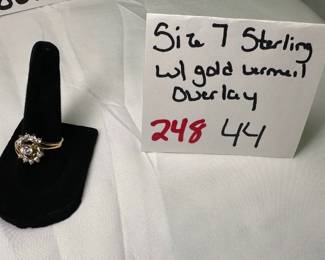 Size 7 Sterling
w/ gold vermeil
Overlay
248 44